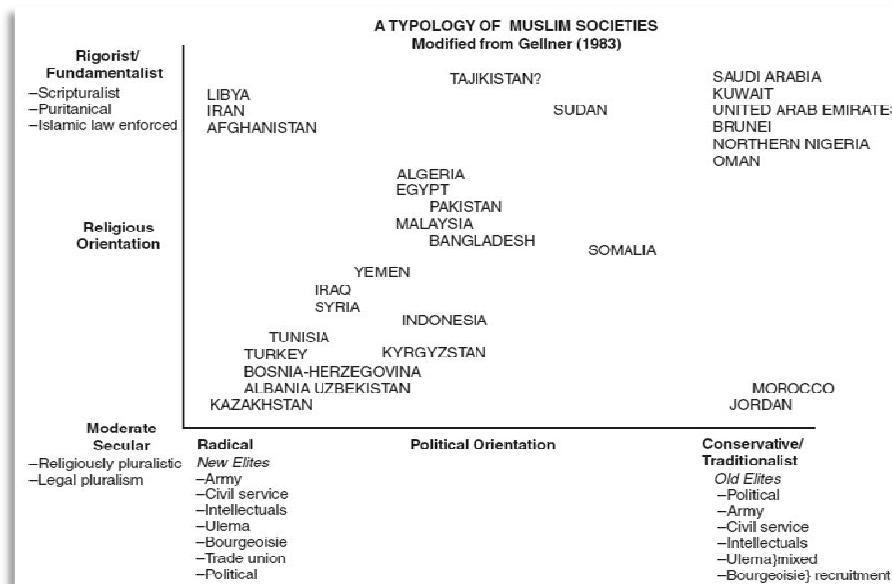 A TYPOLOGY OF MUSLIM SOCIETIES
Modified from Gellner (1983)
Rigorist/
Fundamentalist
–Scripturalist
–Puritanical
–Islamic law enforced
TAJIKISTAN?
SAUDI ARABIA
LIBYA
KUWAIT
IRAN
SUDAN
UNITED ARAB EMIRATES
AFGHANISTAN
BRUNEI
NORTHERN NIGERIA
OMAN
ALGERIA
EGYPT
PAKISTAN
Religious
Orientation
MALAYSIA
BANGLADESH
SOMALIA
YEMEN
IRAQ
SYRIA
INDONESIA
TUNISIA
TURKEY
KYRGYZSTAN
BOSNIA-HERZEGOVINA
ALBANIA UZBEKISTAN
MOROCCO
KAZAKHSTAN
JORDAN
Moderate
Secular
–Religiously pluralistic
–Legal pluralism
Radical
New Elites
–Army
–Civil service
–Intellectuals
–Ulema
–Bourgeoisie
–Trade union
–Political
Political Orientation
Conservative/
Traditionalist
Old Elites
–Political
–Army
–Civil service
–Intellectuals
–Ulema}mixed
–Bourgeoisie} recruitment